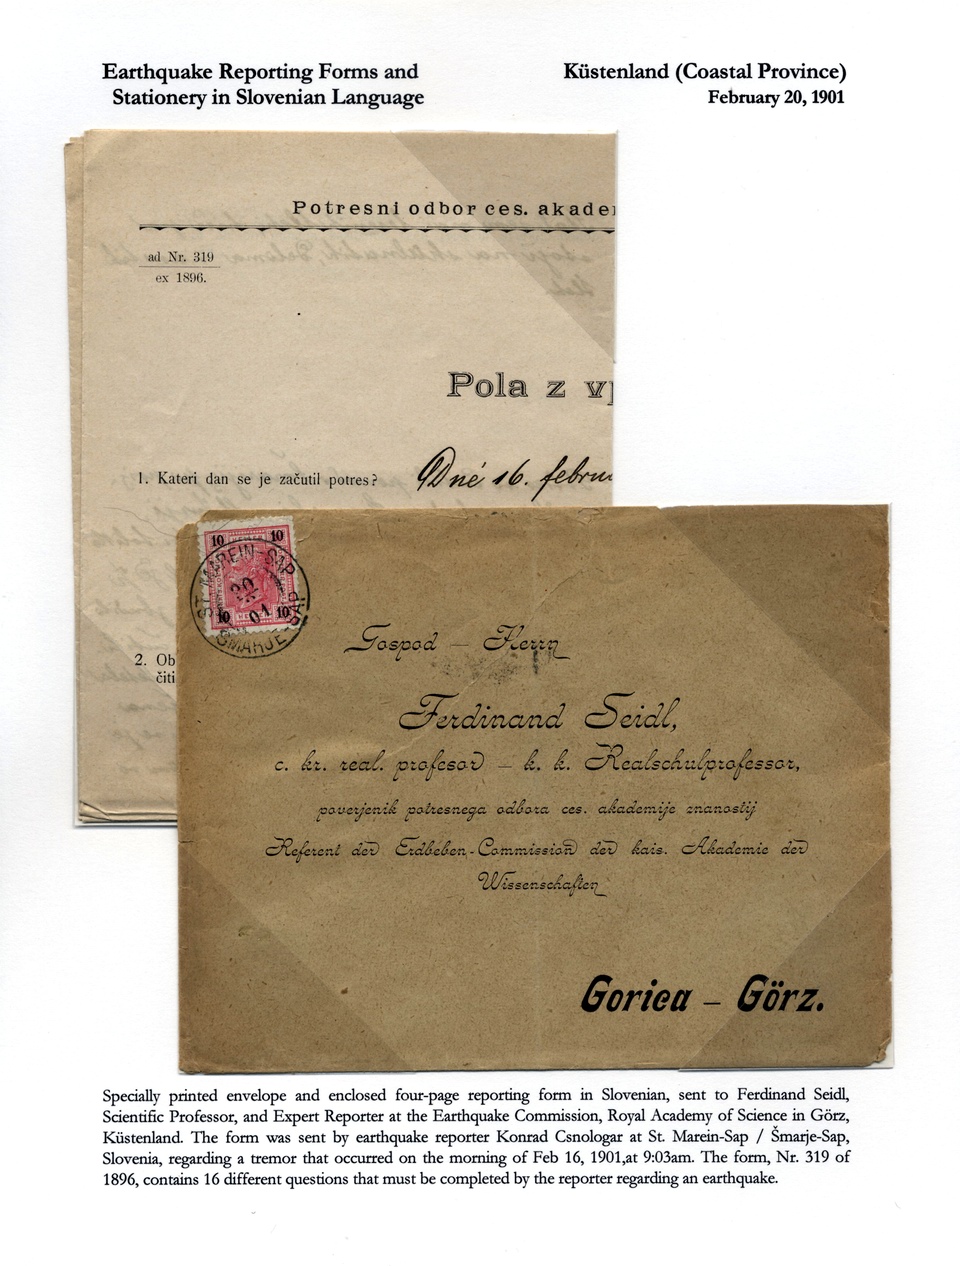 Earthquake Reporting Forms and
Stationery in Slovenian Language
Küstenland (Coastal Province)
February 20, 1901
Potresni odbor ces. akade
ad Nr. 319
ex 1896.
Pola z v
1. Kateri dan se je začutil potres?
Dné 16. febru
2. Ob
čiti
10 10
10 10
ST. MAREIN-SAP
20
01
ŠMARJE-SAP
Gospod — Herrn
Ferdinand Seidl,
c. kr. real. profesor — k. k. Realschulprofessor,
poverjenik potresnega odbora ces. akademije znanostij
Referent der Erdbeben-Commission der kais. Akademie der
Wissenschaften
Gorica – Görz.
Specially printed envelope and enclosed four-page reporting form in Slovenian, sent to Ferdinand Seidl,
Scientific Professor, and Expert Reporter at the Earthquake Commission, Royal Academy of Science in Görz,
Küstenland. The form was sent by earthquake reporter Konrad Csnologar at St. Marein-Sap / Šmarje-Sap,
Slovenia, regarding a tremor that occurred on the morning of Feb 16, 1901,at 9:03am. The form, Nr. 319 of
1896, contains 16 different questions that must be completed by the reporter regarding an earthquake.